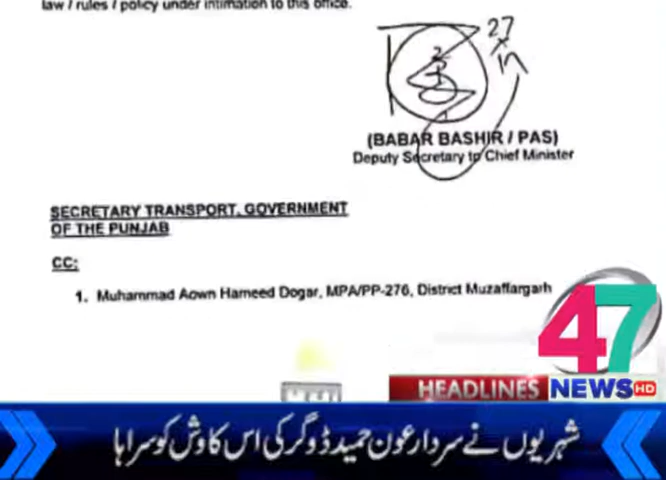 law / rules / policy under intimation to this office.
27
(BABAR BASHIR / PAS)
Deputy Secretary to Chief Minister
SECRETARY TRANSPORT, GOVERNMENT
OF THE PUNJAB
CC:
1. Muhammad Aown Hameed Dogar, MPA/PP-276, District Muzaffargarh
47
HEADLINES NEWS HD
شہریوں نے سردار عون حمید ڈوگر کی اس کاوش کو سراہا